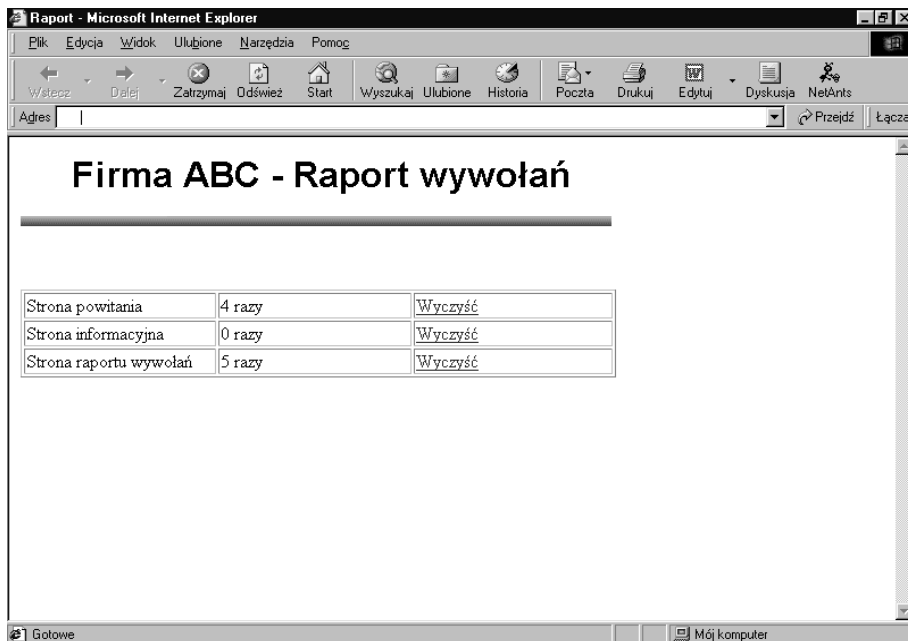 Raport - Microsoft Internet Explorer
Plik Edycja Widok Ulubione Narzędzia Pomoc
Wstecz Dalej Zatrzymaj Odśwież Start Wyszukaj Ulubione Historia Poczta Drukuj Edytuj Dyskusja NetAnts
Adres Przejdź Łącza
Firma ABC - Raport wywołań
Strona powitania 4 razy Wyczyść
Strona informacyjna 0 razy Wyczyść
Strona raportu wywołań 5 razy Wyczyść
Gotowe Mój komputer